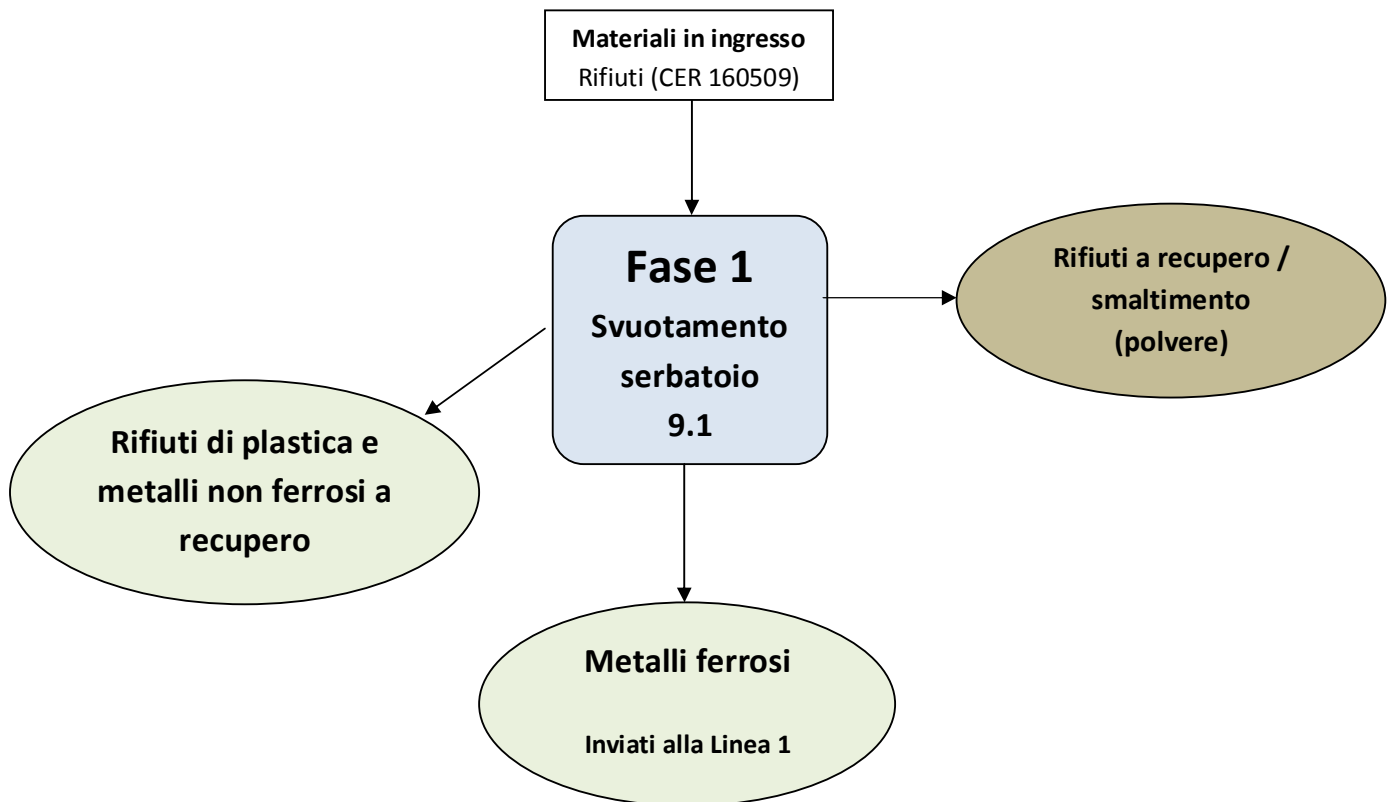 Materiali in ingresso
Rifiuti (CER 160509)
Fase 1
Svuotamento
serbatoio
9.1
Rifiuti a recupero /
smaltimento
(polvere)
Rifiuti di plastica e
metalli non ferrosi a
recupero
Metalli ferrosi
Inviati alla Linea 1